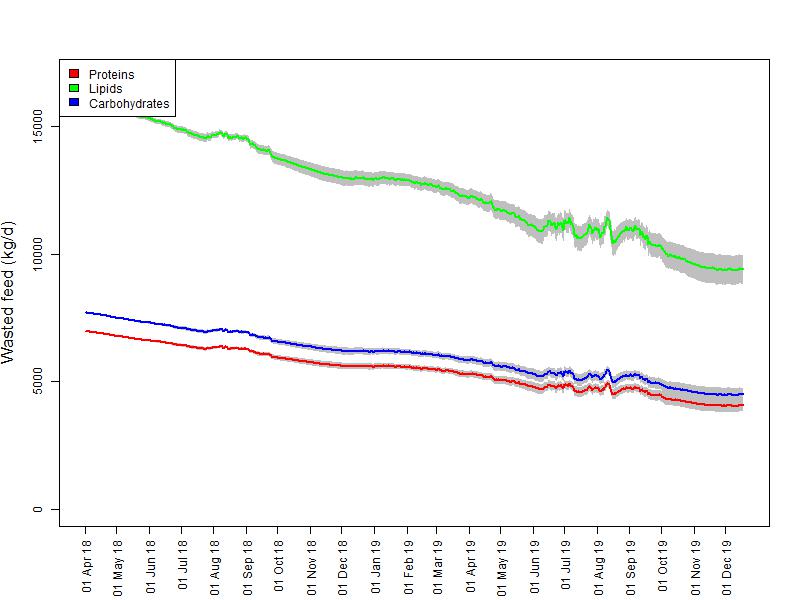 Proteins
Lipids
Carbohydrates
Wasted feed (kg/d)
15000
10000
5000
0
01 Apr 18
01 May 18
01 Jun 18
01 Jul 18
01 Aug 18
01 Sep 18
01 Oct 18
01 Nov 18
01 Dec 18
01 Jan 19
01 Feb 19
01 Mar 19
01 Apr 19
01 May 19
01 Jun 19
01 Jul 19
01 Aug 19
01 Sep 19
01 Oct 19
01 Nov 19
01 Dec 19